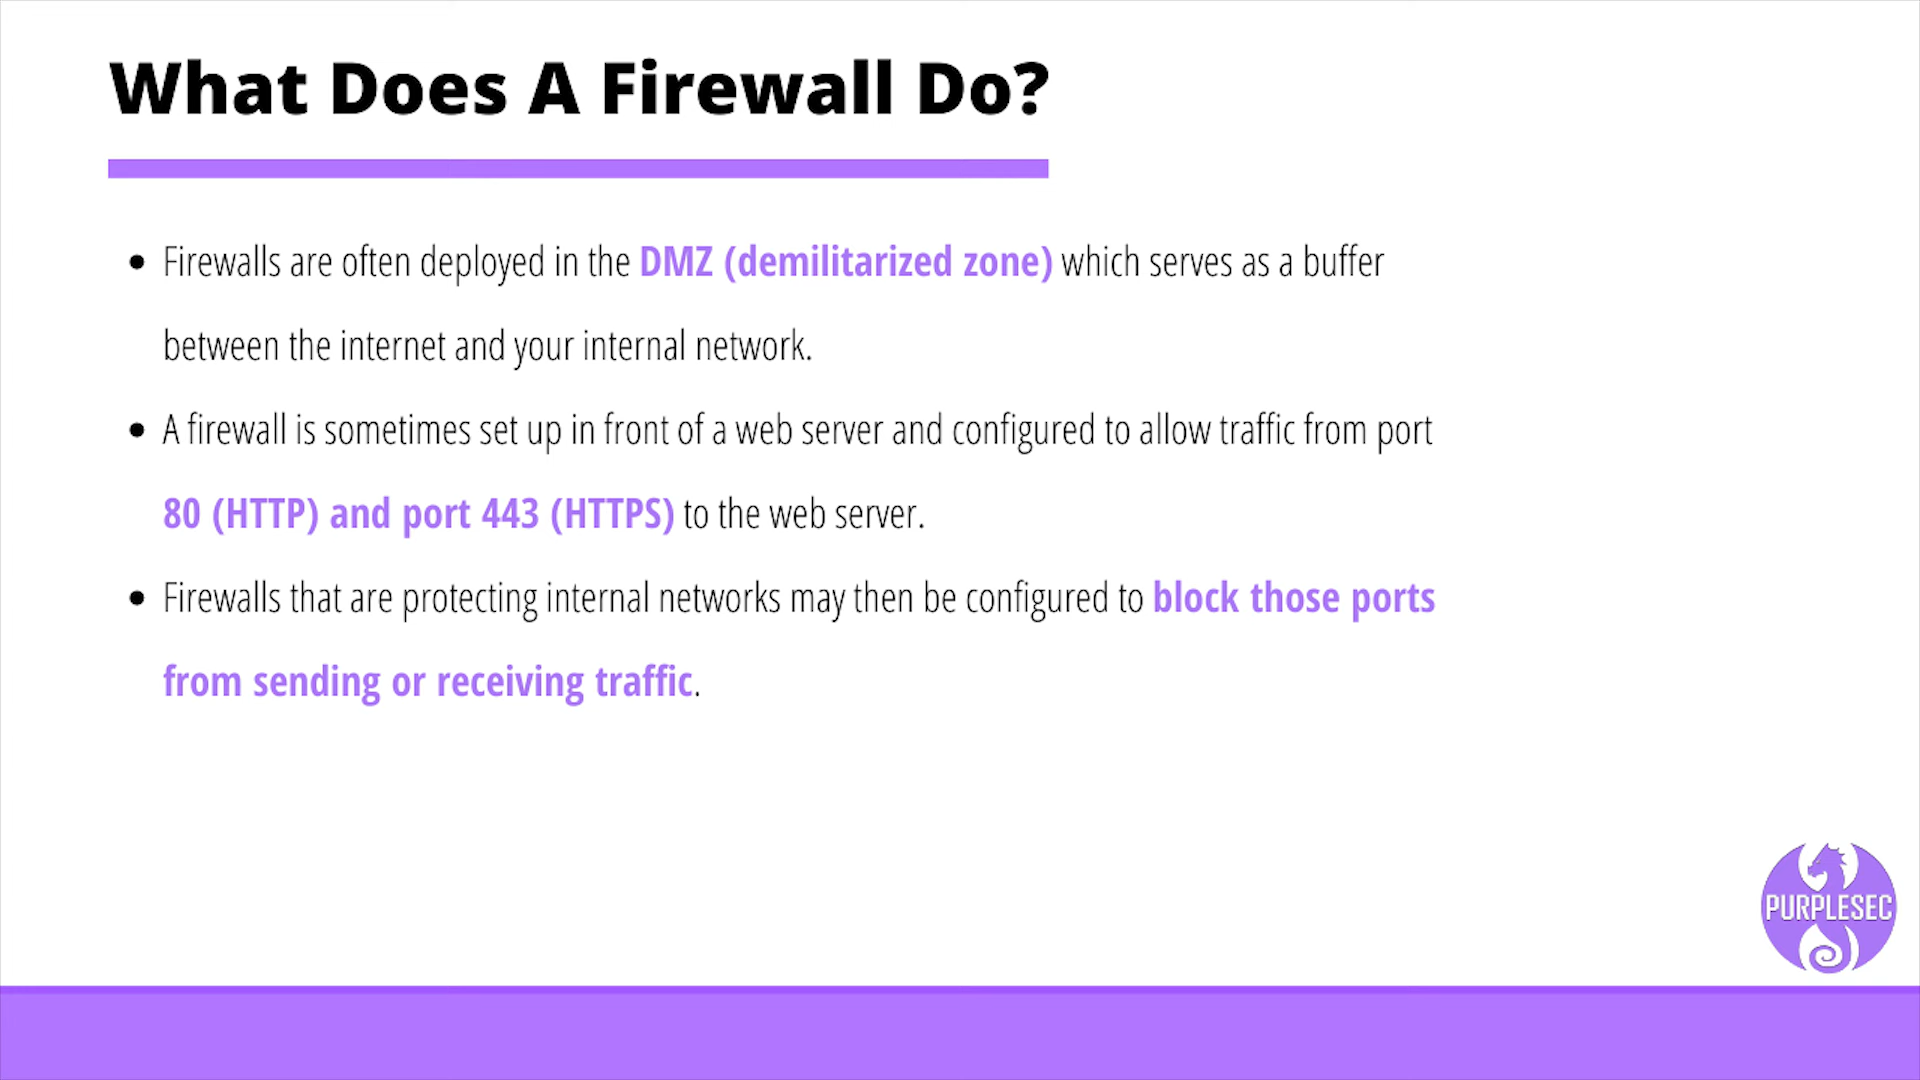 What Does A Firewall Do?
• Firewalls are often deployed in the DMZ (demilitarized zone) which serves as a buffer
between the internet and your internal network.
• A firewall is sometimes set up in front of a web server and configured to allow traffic from port
80 (HTTP) and port 443 (HTTPS) to the web server.
• Firewalls that are protecting internal networks may then be configured to block those ports
from sending or receiving traffic.
PURPLESEC